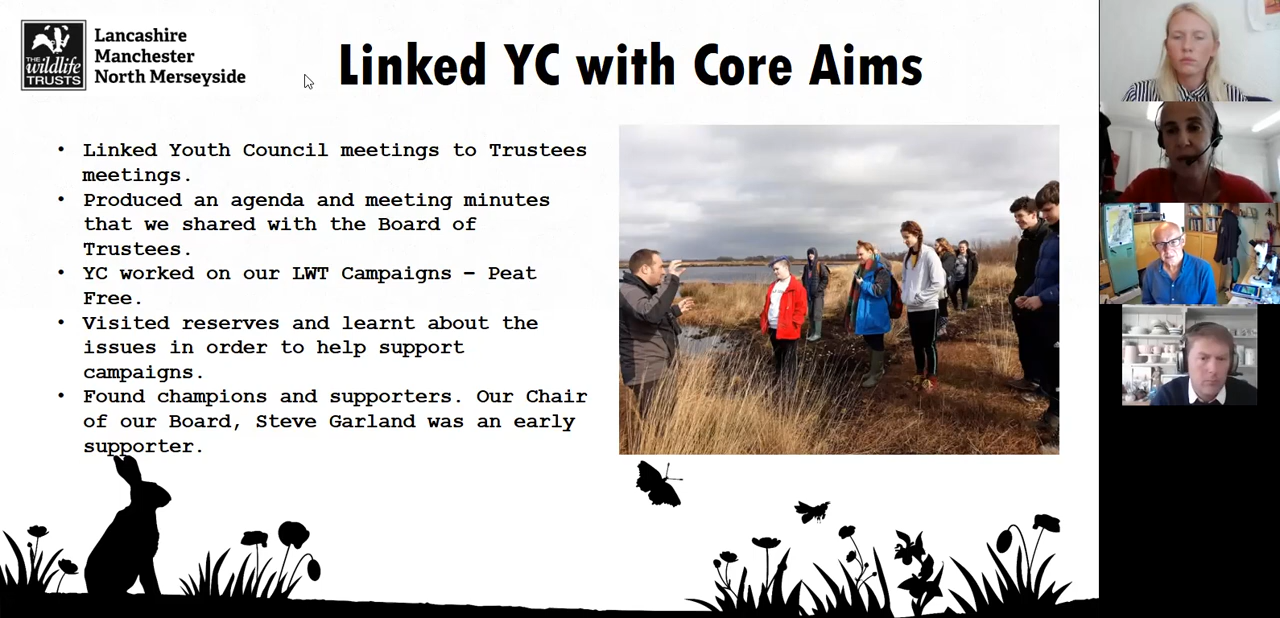 THE
wildlife
TRUSTS
Lancashire
Manchester
North Merseyside
Linked YC with Core Aims
• Linked Youth Council meetings to Trustees
meetings.
• Produced an agenda and meeting minutes
that we shared with the Board of
Trustees.
• YC worked on our LWT Campaigns – Peat
Free.
• Visited reserves and learnt about the
issues in order to help support
campaigns.
• Found champions and supporters. Our Chair
of our Board, Steve Garland was an early
supporter.